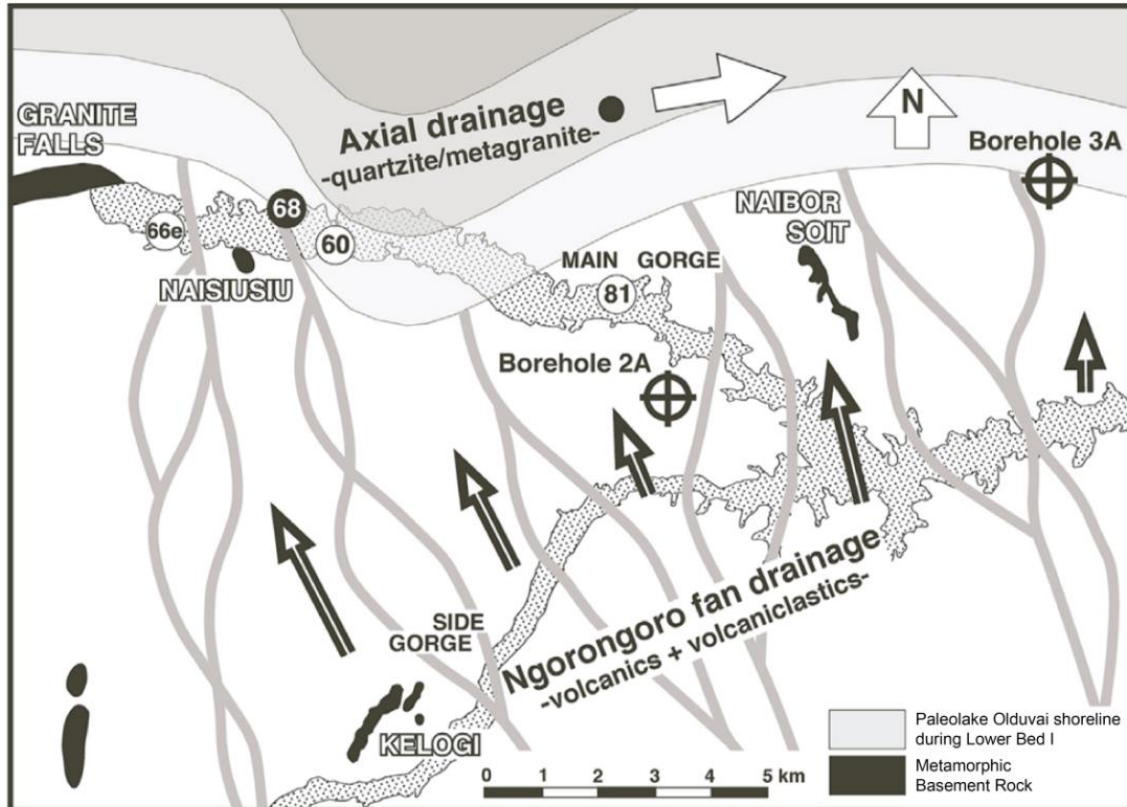 GRANITE
FALLS
Axial drainage
-quartzite/metagranite-
N
Borehole 3A
68
66e
60
NAIBOR
SOIT
NAISIUSIU
MAIN GORGE
81
Borehole 2A
Ngorongoro fan drainage
-volcanics + volcaniclastics-
SIDE
GORGE
KELOGI
0 1 2 3 4 5 km
Paleolake Olduvai shoreline
during Lower Bed I
Metamorphic
Basement Rock